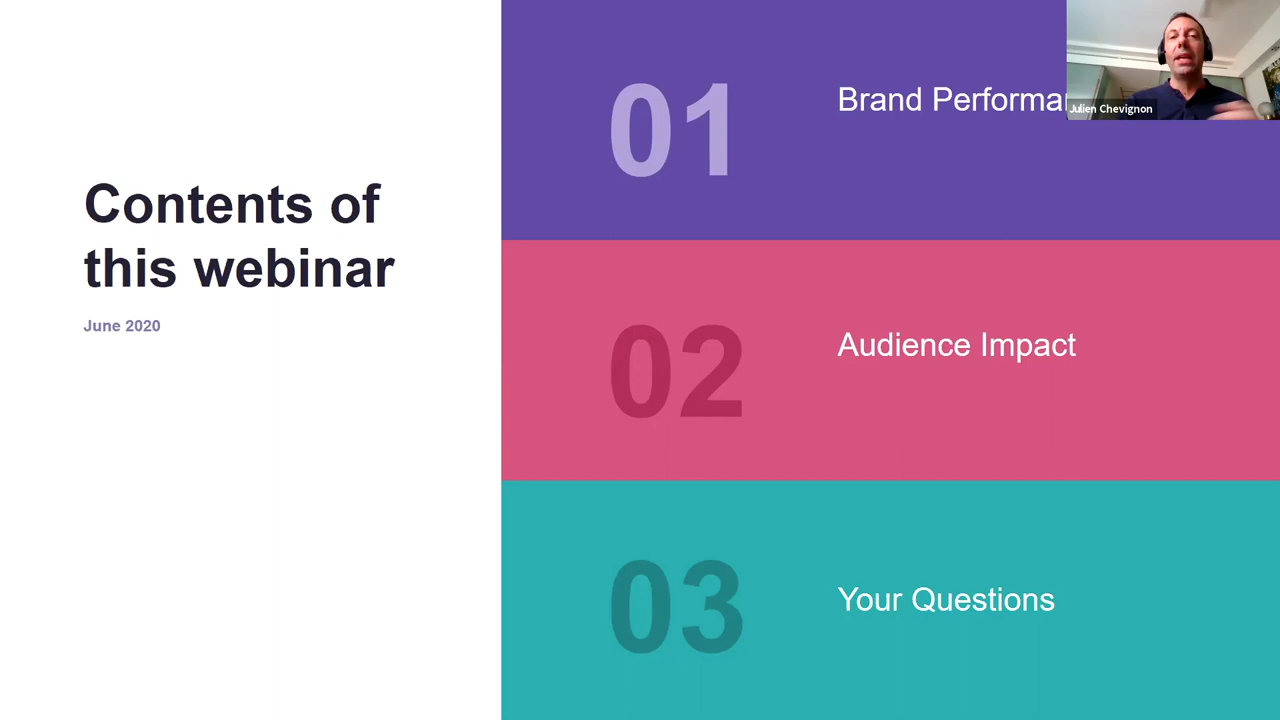 Contents of
this webinar
June 2020
01
Brand Performa
Julien Chevignon
02
Audience Impact
03
Your Questions